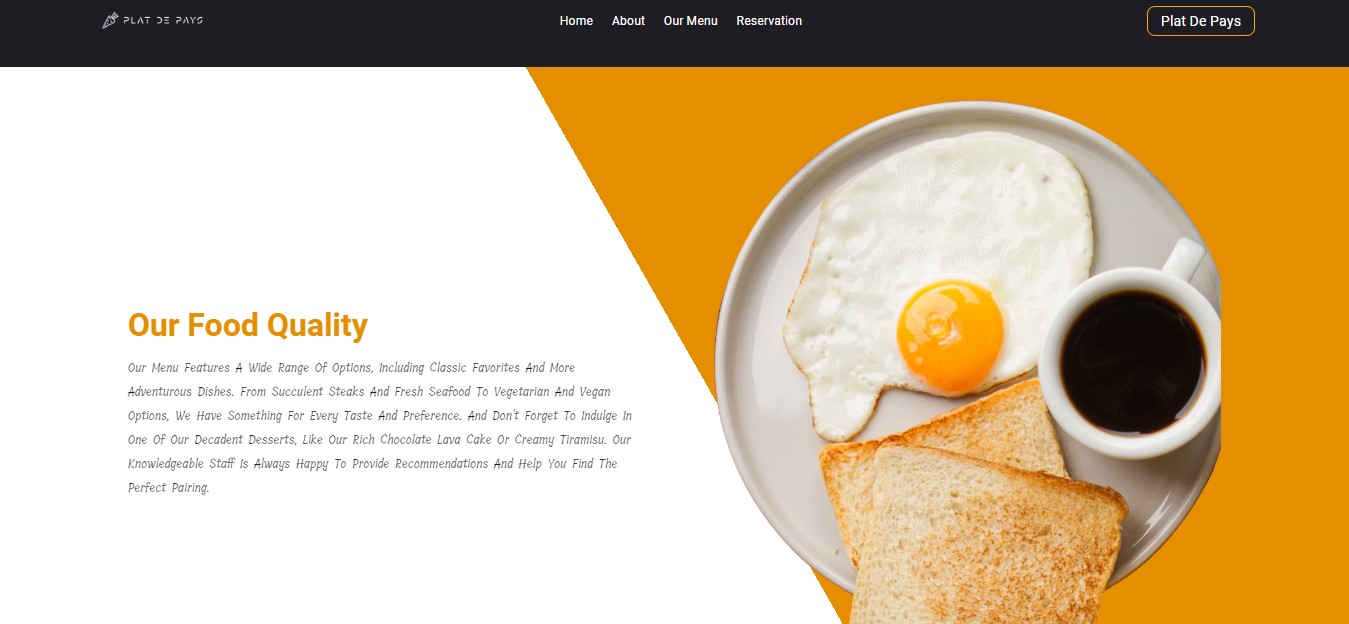 PLAT DE PAYS
Home About Our Menu Reservation
Plat De Pays
Our Food Quality
Our Menu Features A Wide Range Of Options, Including Classic Favorites And More
Adventurous Dishes. From Succulent Steaks And Fresh Seafood To Vegetarian And Vegan
Options, We Have Something For Every Taste And Preference. And Don't Forget To Indulge In
One Of Our Decadent Desserts, Like Our Rich Chocolate Lava Cake Or Creamy Tiramisu. Our
Knowledgeable Staff Is Always Happy To Provide Recommendations And Help You Find The
Perfect Pairing.